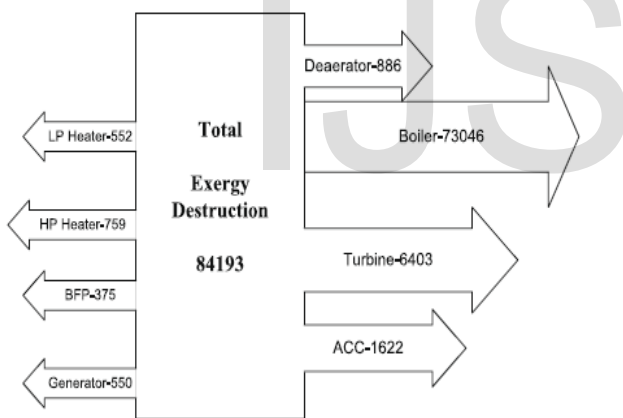 IJS
Deaerator-886
Boiler-73046
Turbine-6403
ACC-1622
Total
Exergy
Destruction
84193
LP Heater-552
HP Heater-759
BFP-375
Generator-550